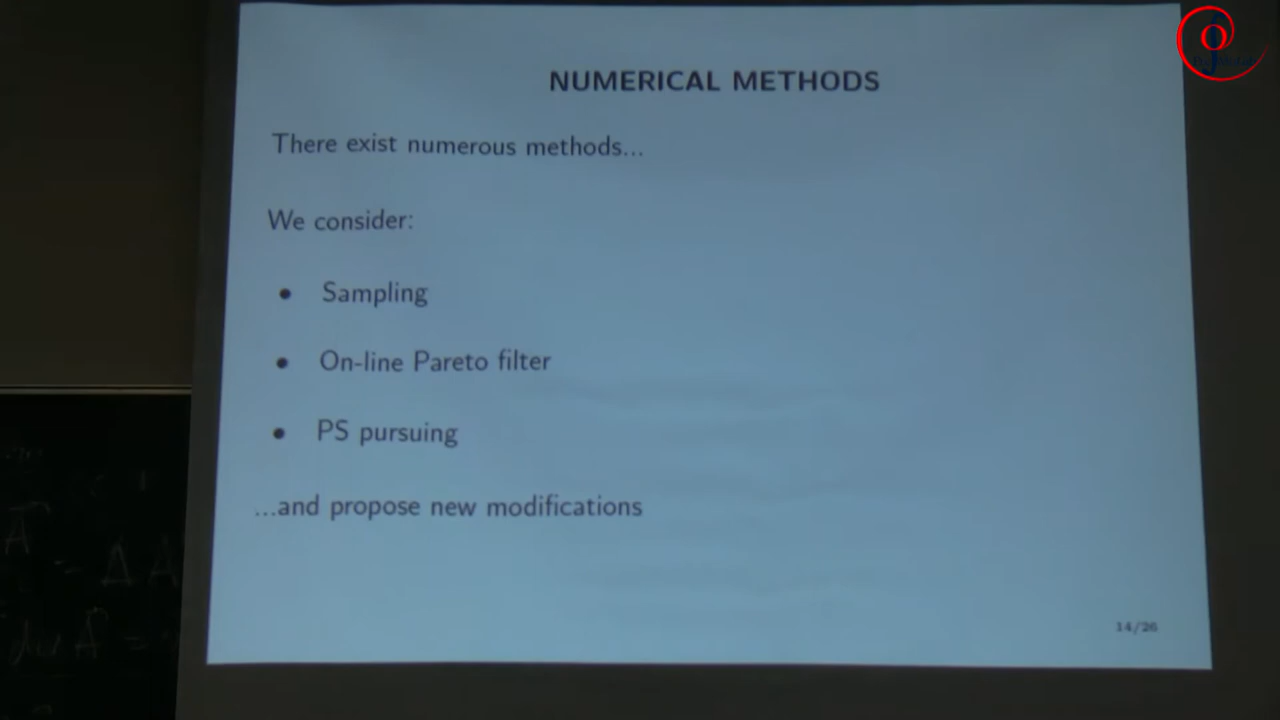 NUMERICAL METHODS
There exist numerous methods...
We consider:
• Sampling
• On-line Pareto filter
• PS pursuing
...and propose new modifications
14/26